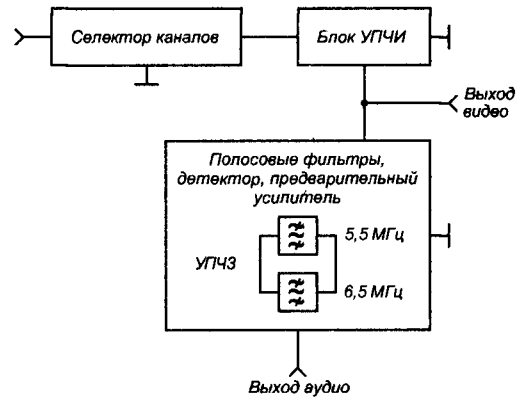 Селектор каналов
Блок УПЧИ
Выход
видео
Полосовые фильтры,
детектор, предварительный
усилитель
5,5 МГц
УПЧЗ
6,5 МГц
Выход аудио